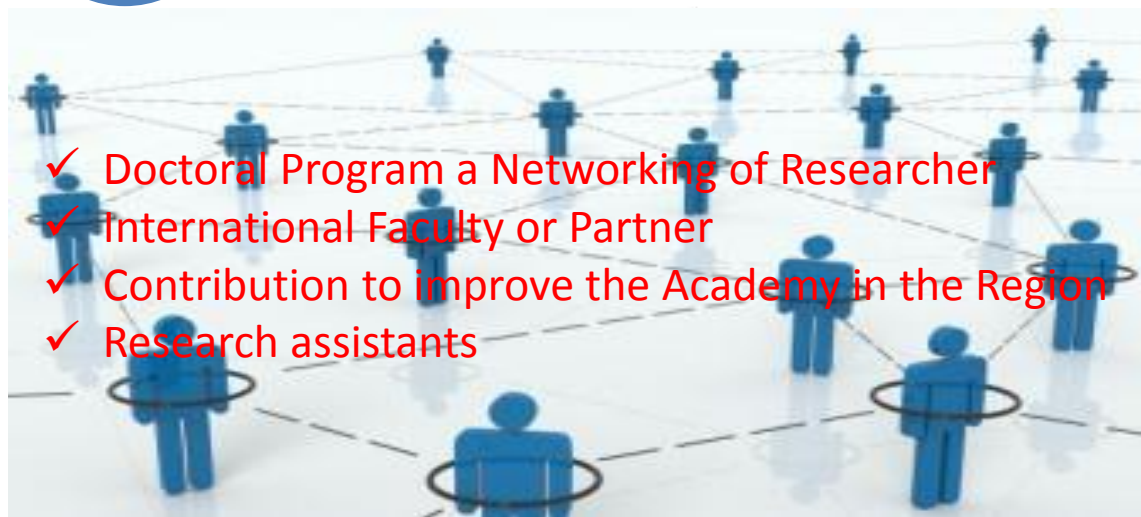 ✓ Doctoral Program a Networking of Researcher
✓ International Faculty or Partner
✓ Contribution to improve the Academy in the Region
✓ Research assistants